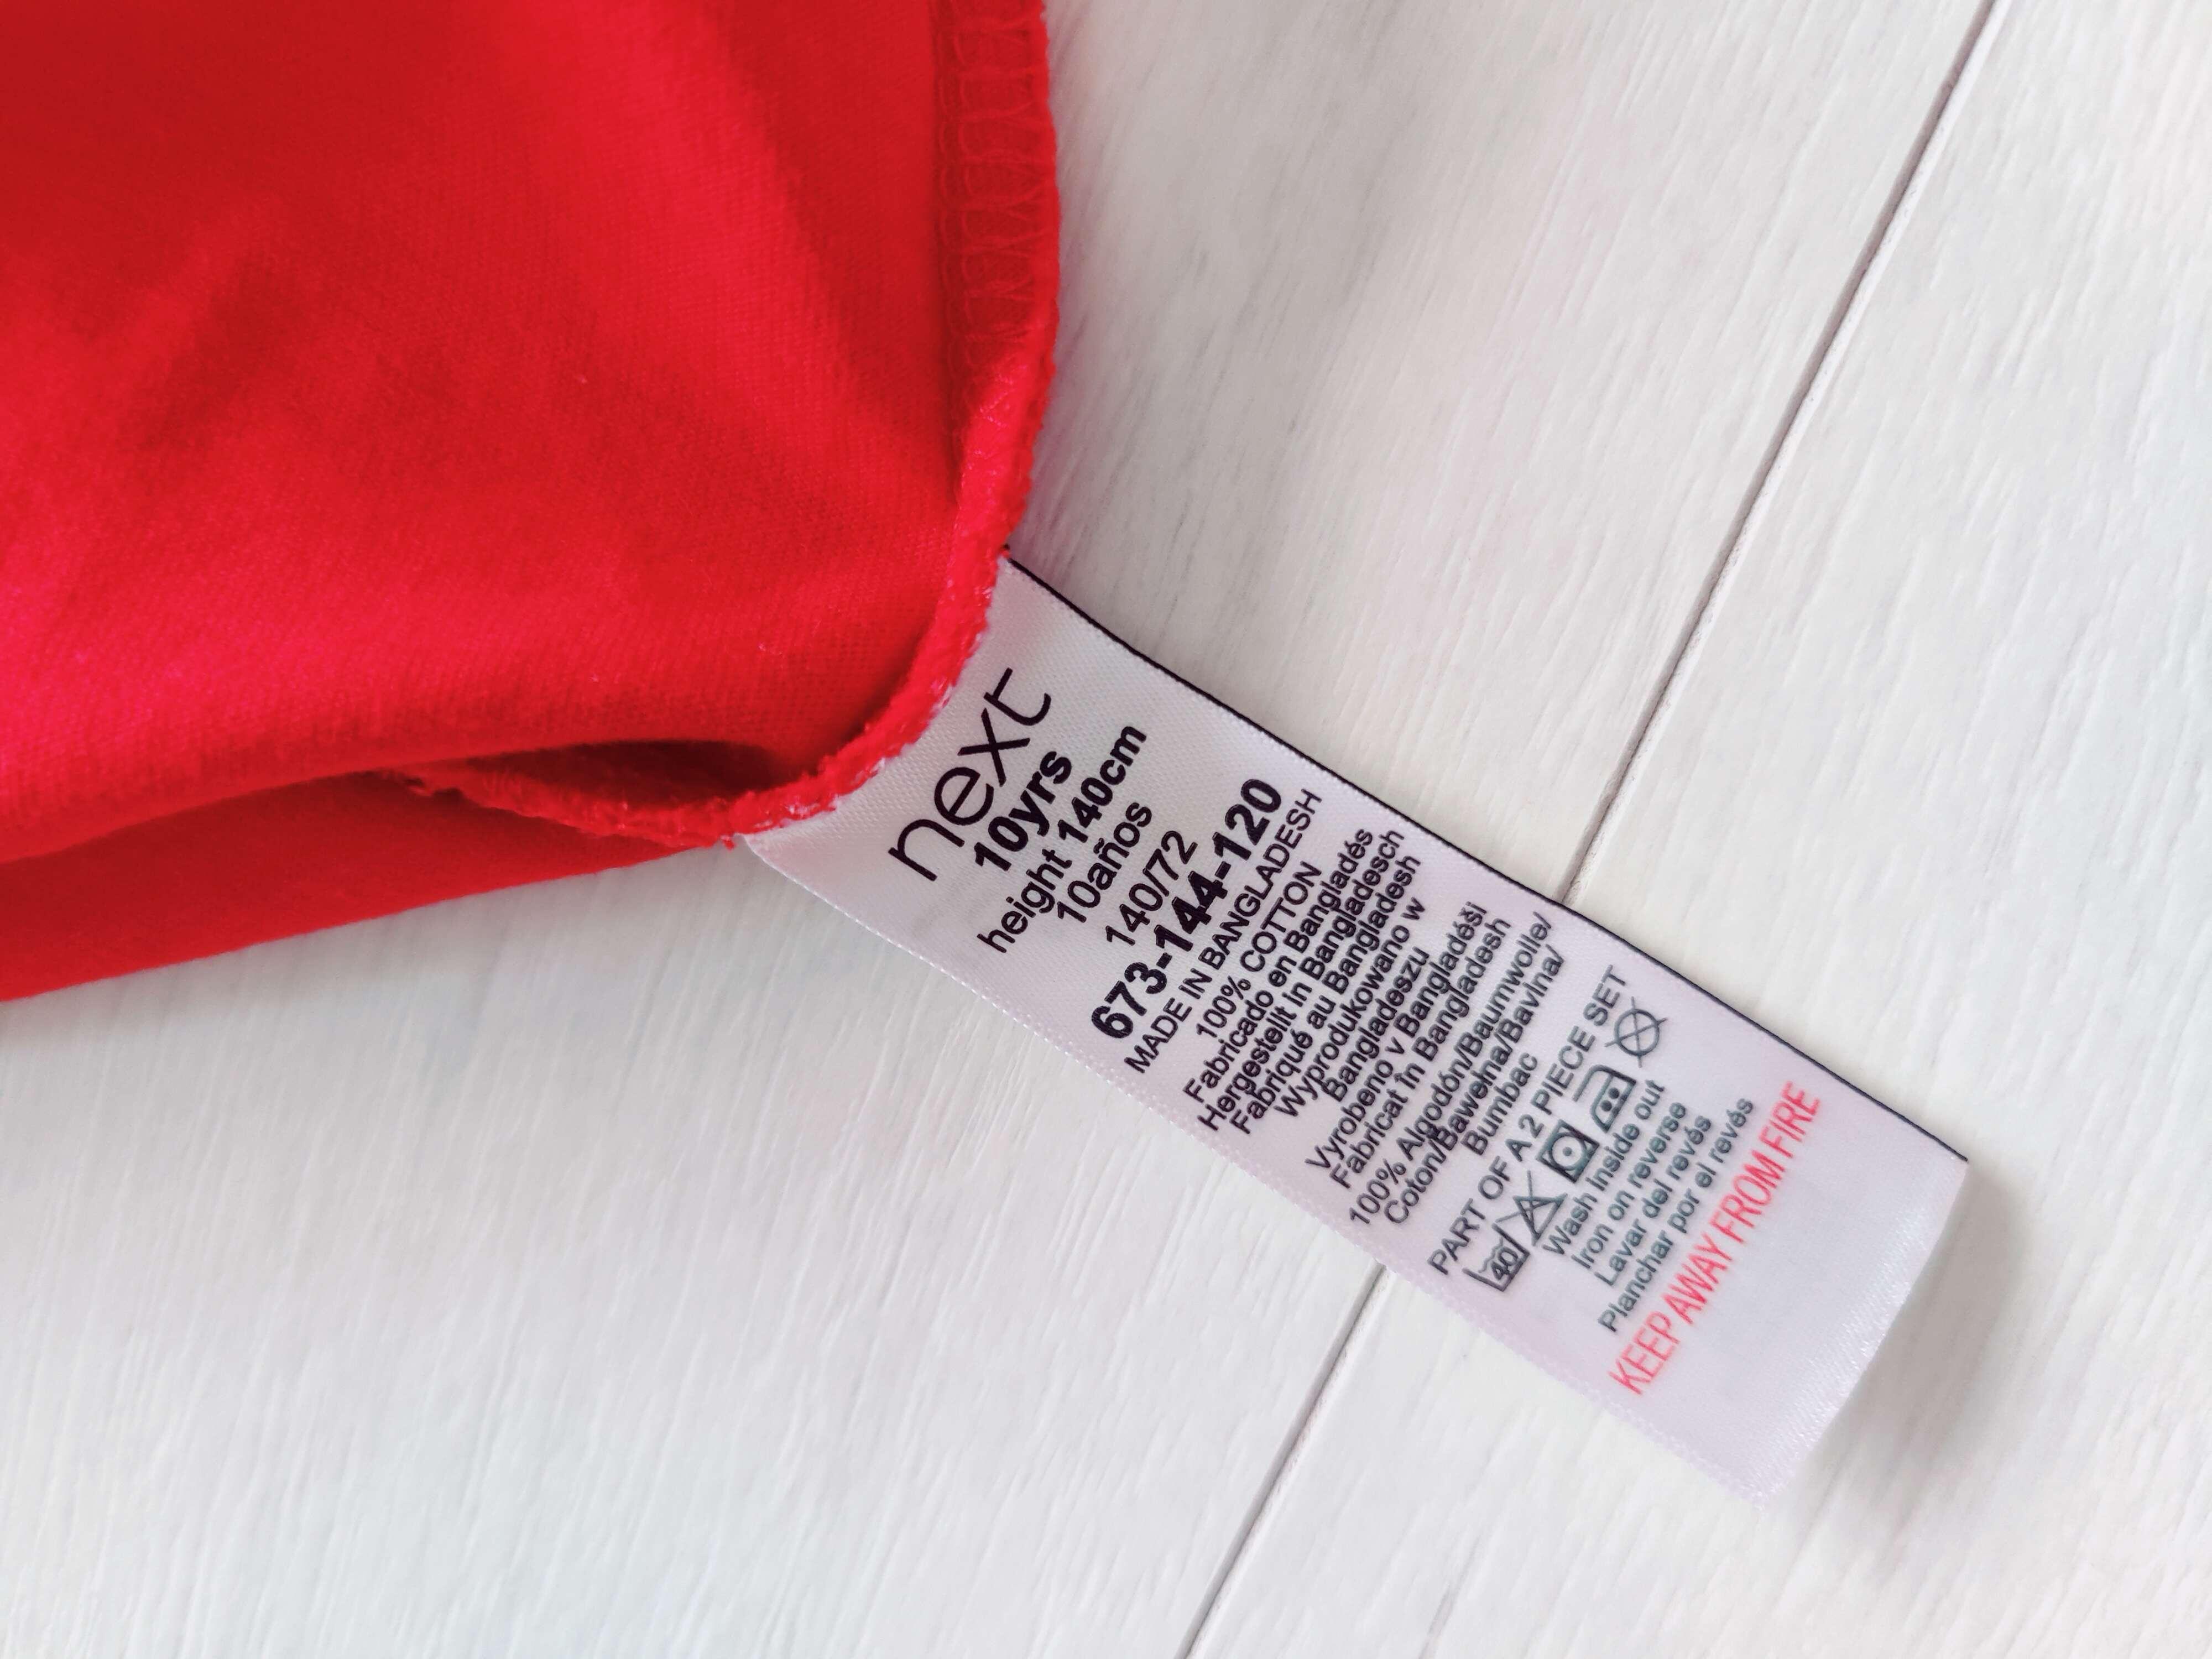 next
10yrs
height 140cm
10años
140/72
673-144-120
MADE IN BANGLADESH
100% COTTON
Fabricado en Bangladés
Hergestellt in Bangladesch
Fabriqué au Bangladesh
Wyprodukowano w
Bangladeszu
Vyrobeno v Bangladéši
Fabricat în Bangladesh
100% Algodón/Baumwolle/
Coton/Bawełna/Bavlna/
Bumbac
PART OF A 2 PIECE SET
40
Wash inside out
Iron on reverse
Lavar del revés
Planchar por el revés
KEEP AWAY FROM FIRE